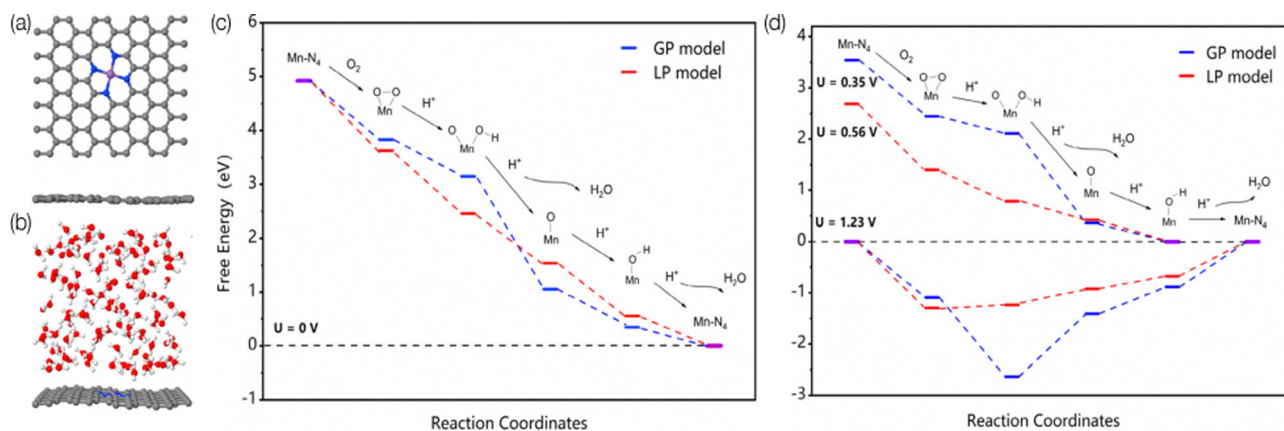 (a)
(b)
(c)
6
5
4
3
2
1
0
-1
Free Energy (eV)
Reaction Coordinates
GP model
LP model
Mn-N4
O2
O
O
Mn
H+
O
O
H
Mn
H+
H2O
O
Mn
H+
H
O
Mn
H+
H2O
Mn-N4
U = 0 V
(d)
4
3
2
1
0
-1
-2
-3
Reaction Coordinates
GP model
LP model
Mn-N4
O2
U = 0.35 V
U = 0.56 V
U = 1.23 V
O
O
Mn
H+
O
O
H
Mn
H+
H2O
O
Mn
H+
H
O
Mn
H+
H2O
Mn-N4